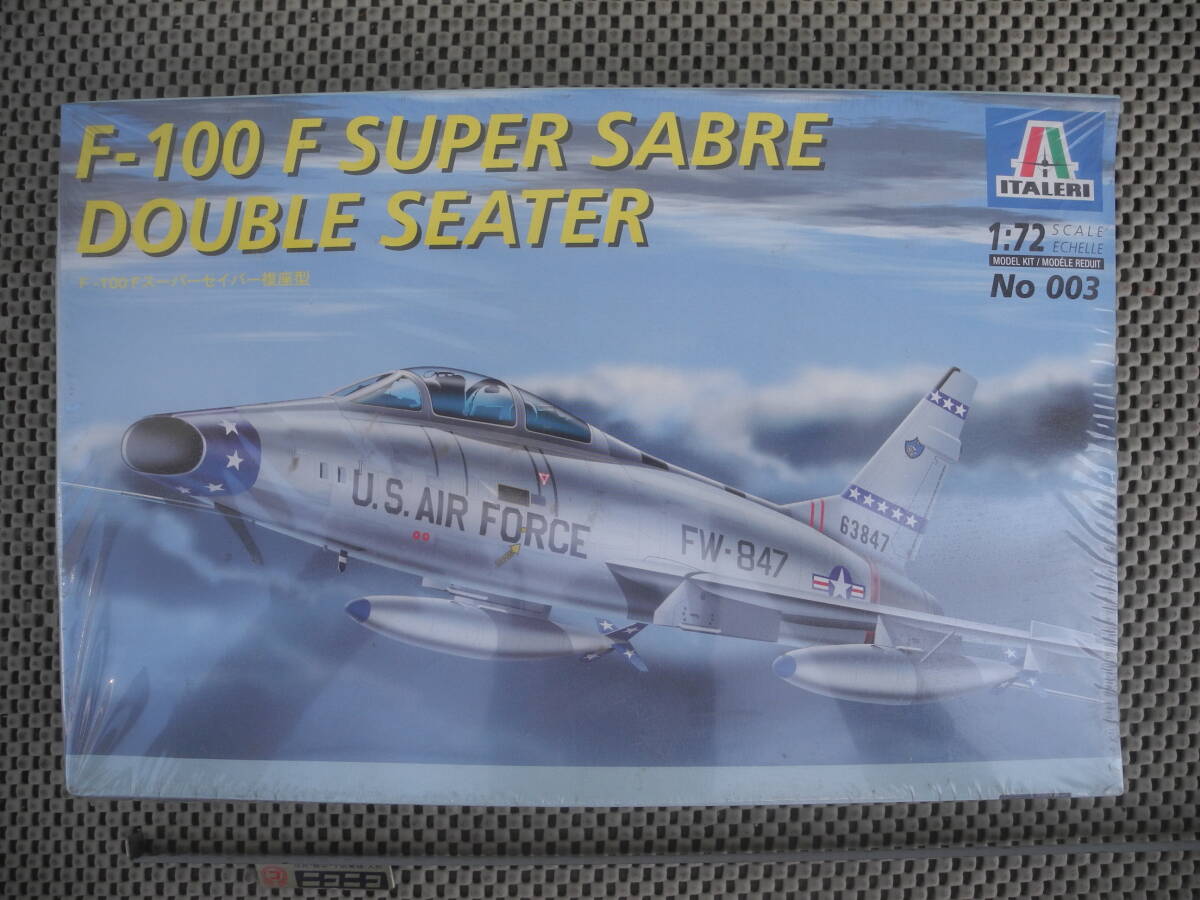 F-100 F SUPER SABRE
DOUBLE SEATER
F-100Fスーパーセイバー複座型
ITALERI
1:72 SCALE
ECHELLE
MODEL KIT / MODÈLE REDUIT
No 003
U.S. AIR FORCE
FW-847
63847